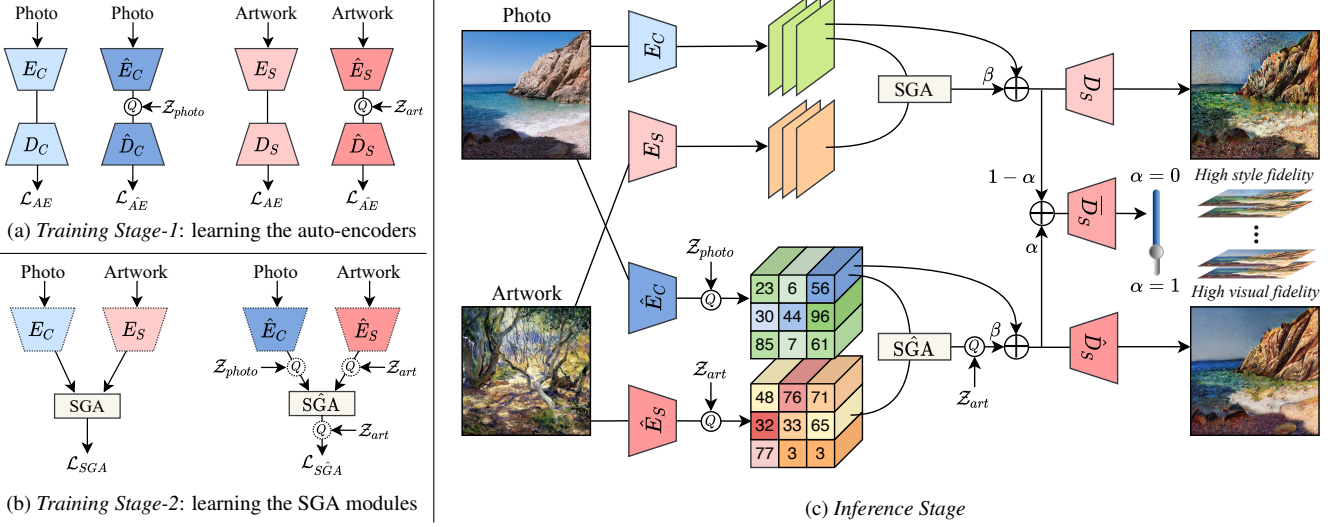 Photo Photo Artwork Artwork
E_C Ê_C E_S Ê_S
Q Z_photo Q Z_art
D_C D̂_C D_S D̂_S
L_AE L_ÂE L_AE L_ÂE
(a) Training Stage-1: learning the auto-encoders
Photo Artwork Photo Artwork
E_C E_S Ê_C Ê_S
Z_photo Q Q Z_art
SGA SĜA
Q Z_art
L_SGA L_SĜA
(b) Training Stage-2: learning the SGA modules
Photo
E_C
SGA β
D_S
E_S
High style fidelity
1 − α
α = 0
D̅_S
α
α = 1
High visual fidelity
Z_photo
Ê_C Q
23 6 56
30 44 96
85 7 61
Artwork
SĜA Q β
D̂_S
Z_art
Z_art
Ê_S Q
48 76 71
32 33 65
77 3 3
(c) Inference Stage